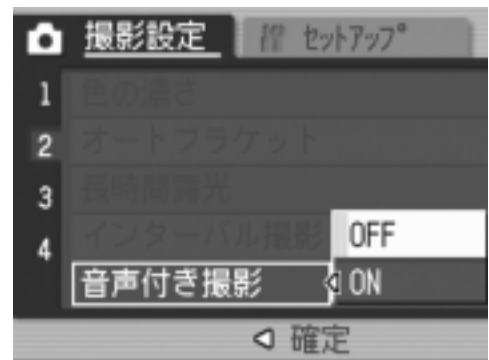 撮影設定 セットアップ
1 色の濃さ
2 オートブラケット
3 長時間露光
4 インターバル撮影 OFF
音声付き撮影 ON
確定